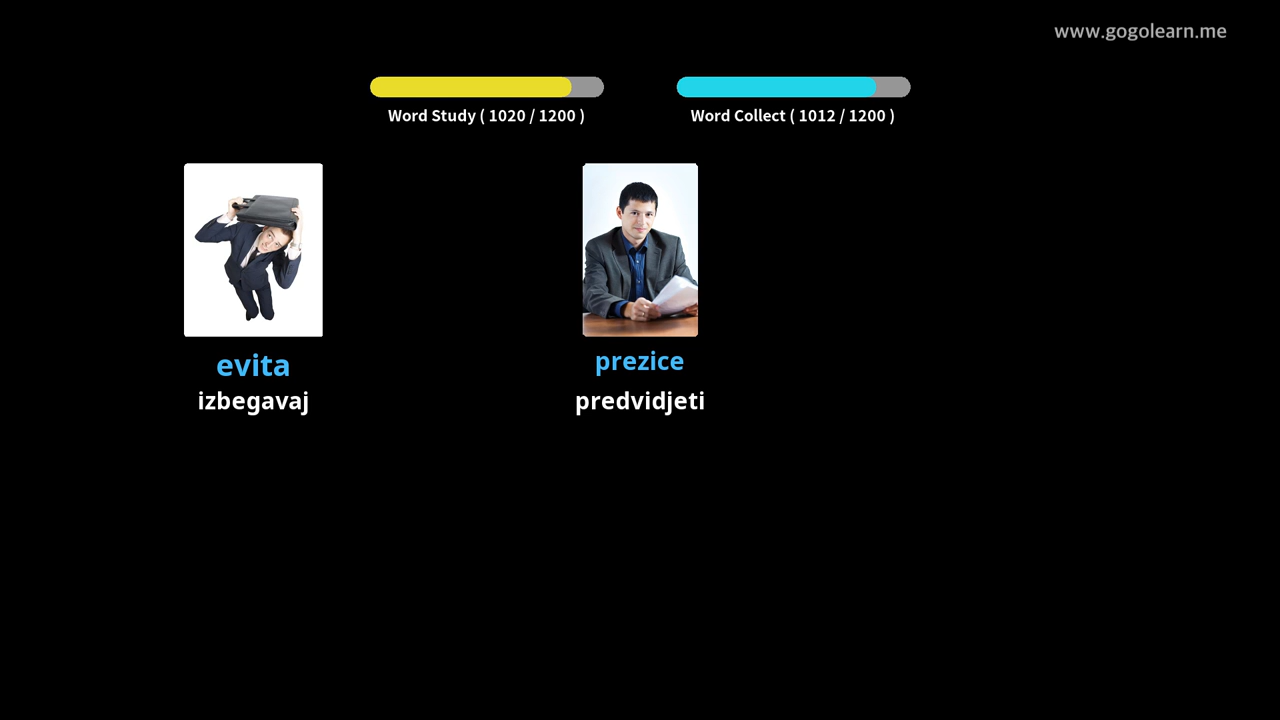 www.gogolearn.me
Word Study ( 1020 / 1200 )
Word Collect ( 1012 / 1200 )
evita
izbegavaj
prezice
predvidjeti